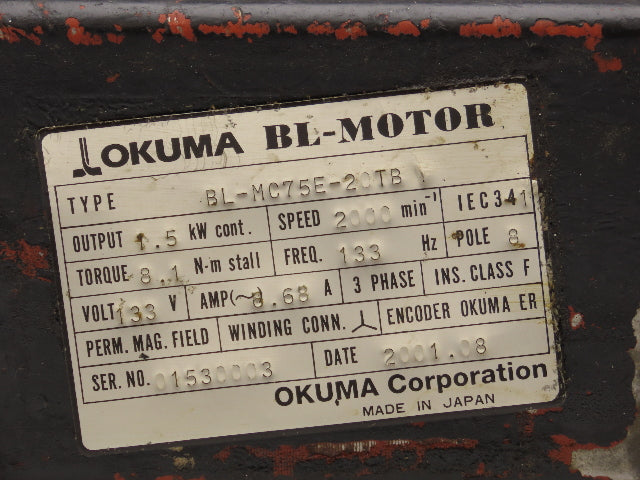 OKUMA BL-MOTOR
TYPE BL-MC75E-20TB
OUTPUT 1.5 kW cont. SPEED 2000 min⁻¹ IEC341
TORQUE 8.1 N-m stall FREQ. 133 Hz POLE 8
VOLT 133 V AMP(~) 8.68 A 3 PHASE INS. CLASS F
PERM. MAG. FIELD WINDING CONN. ENCODER OKUMA ER
SER. NO. 01530003 DATE 2001.08
OKUMA Corporation
MADE IN JAPAN